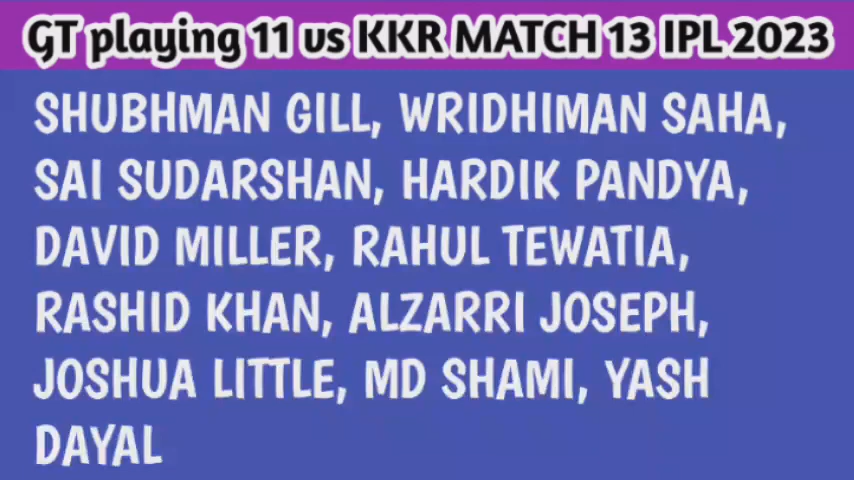 GT playing 11 vs KKR MATCH 13 IPL 2023
SHUBHMAN GILL, WRIDHIMAN SAHA,
SAI SUDARSHAN, HARDIK PANDYA,
DAVID MILLER, RAHUL TEWATIA,
RASHID KHAN, ALZARRI JOSEPH,
JOSHUA LITTLE, MD SHAMI, YASH
DAYAL